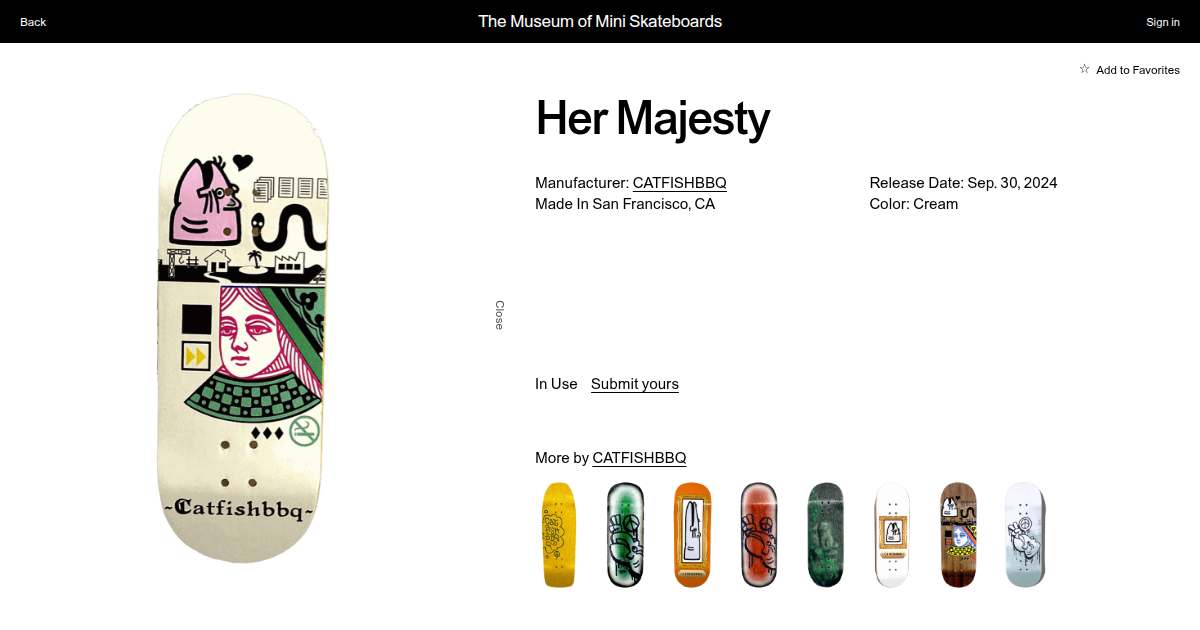 Back
The Museum of Mini Skateboards
Sign in
☆ Add to Favorites
Her Majesty
Manufacturer: CATFISHBBQ
Made In San Francisco, CA
Release Date: Sep. 30, 2024
Color: Cream
Close
In Use Submit yours
More by CATFISHBBQ
~Catfishbbq~